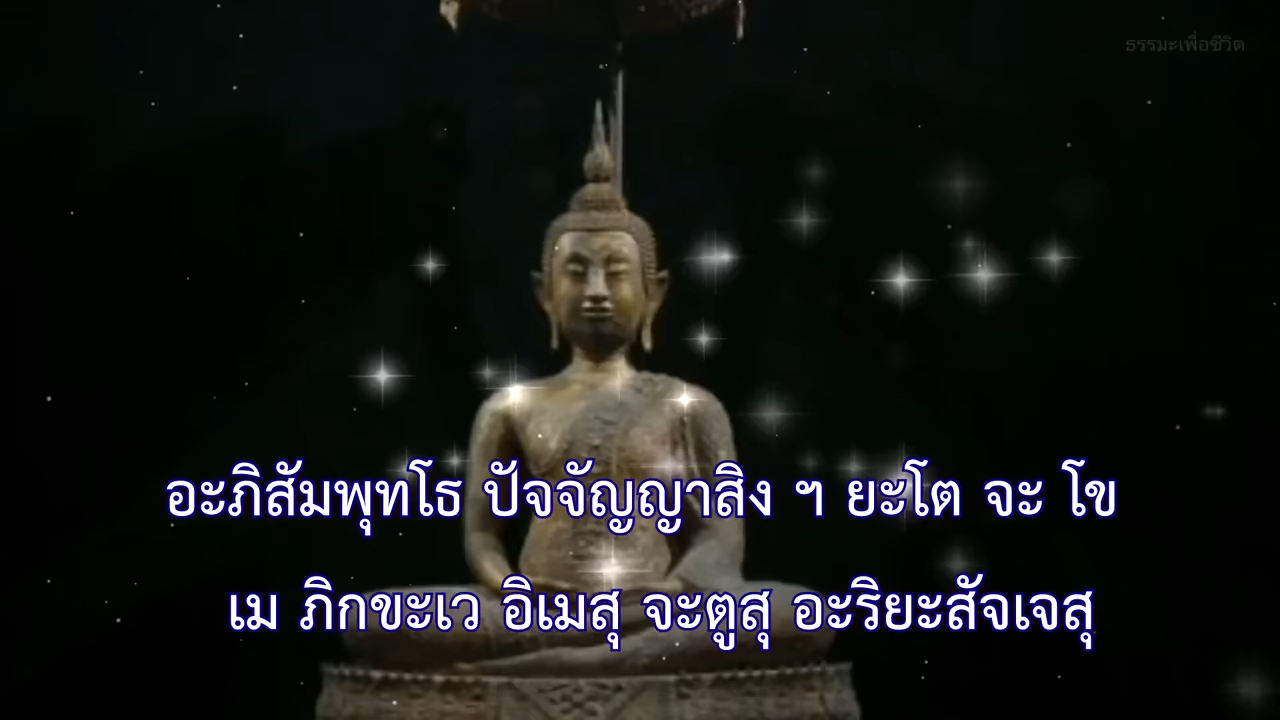 ธรรมะเพื่อชีวิต
อะภิสัมพุทโธ ปัจจัญญาสิง ฯ ยะโต จะ โข
เม ภิกขะเว อิเมสุ จะตูสุ อะริยะสัจเจสุ